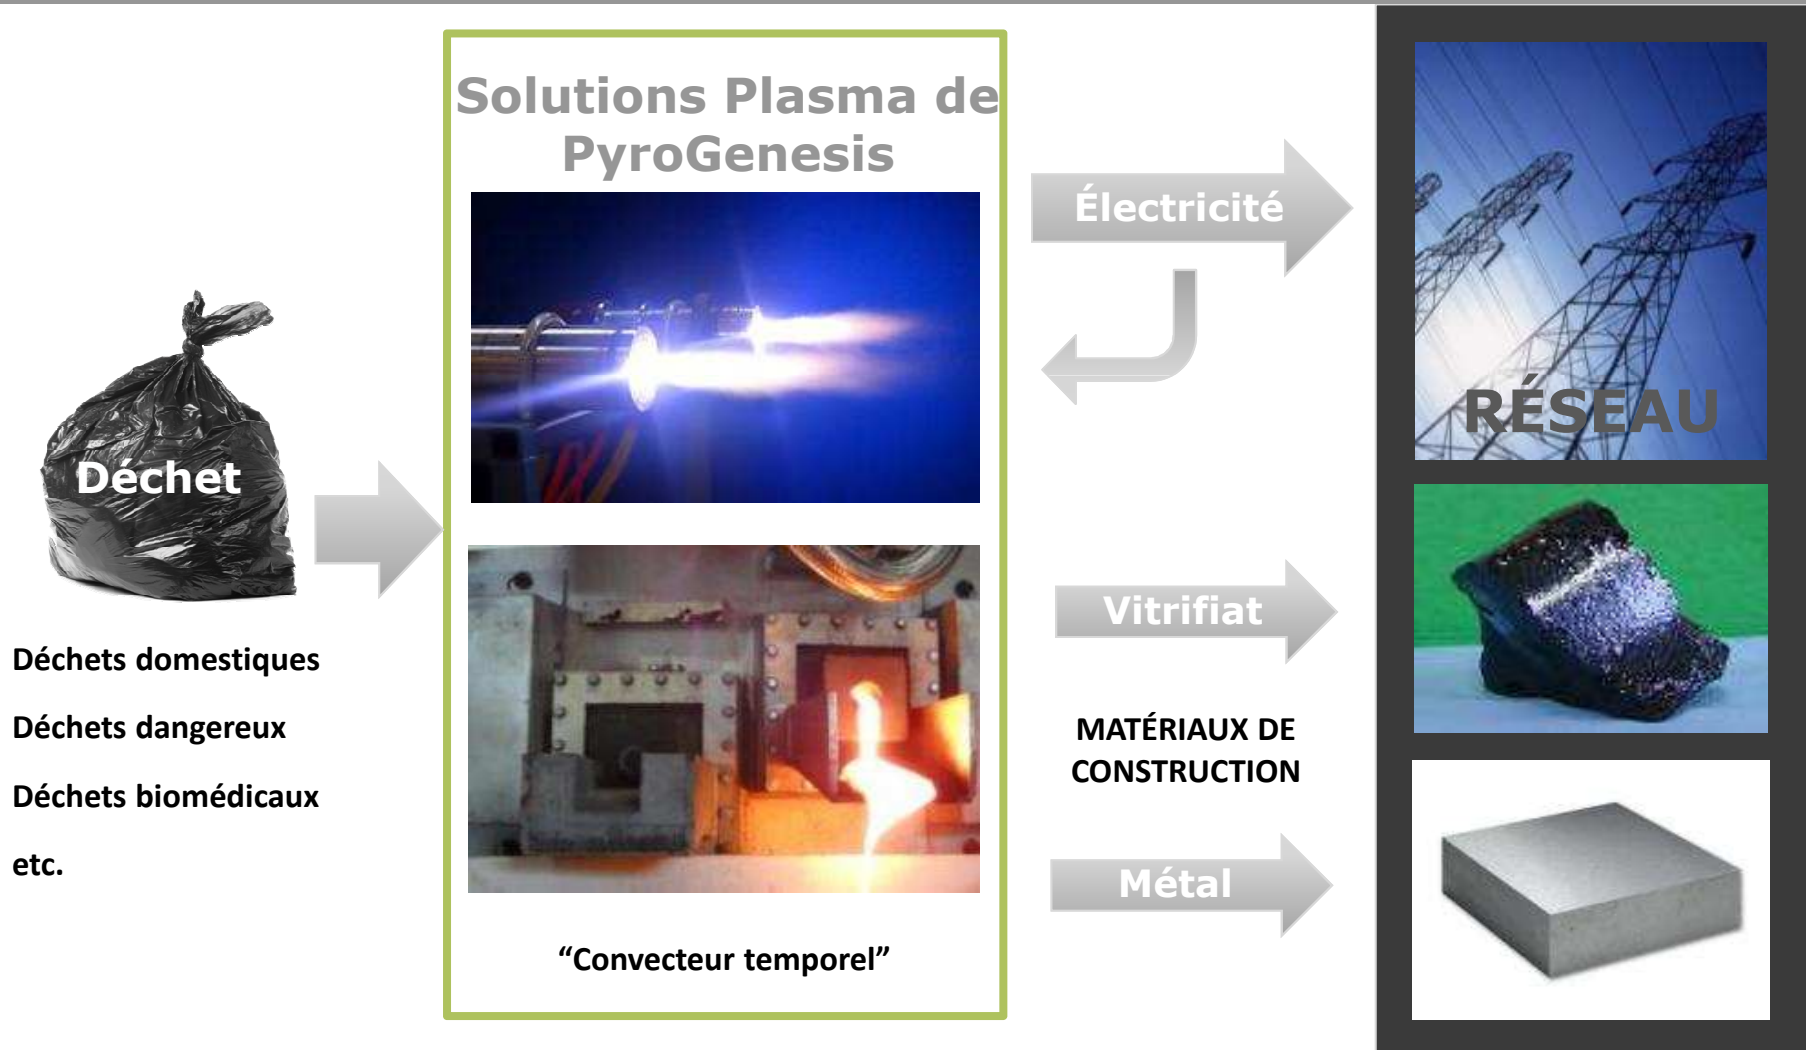 Solutions Plasma de
PyroGenesis
Électricité
RÉSEAU
Déchet
Vitrifiat
Déchets domestiques
Déchets dangereux
Déchets biomédicaux
etc.
MATÉRIAUX DE
CONSTRUCTION
Métal
“Convecteur temporel”